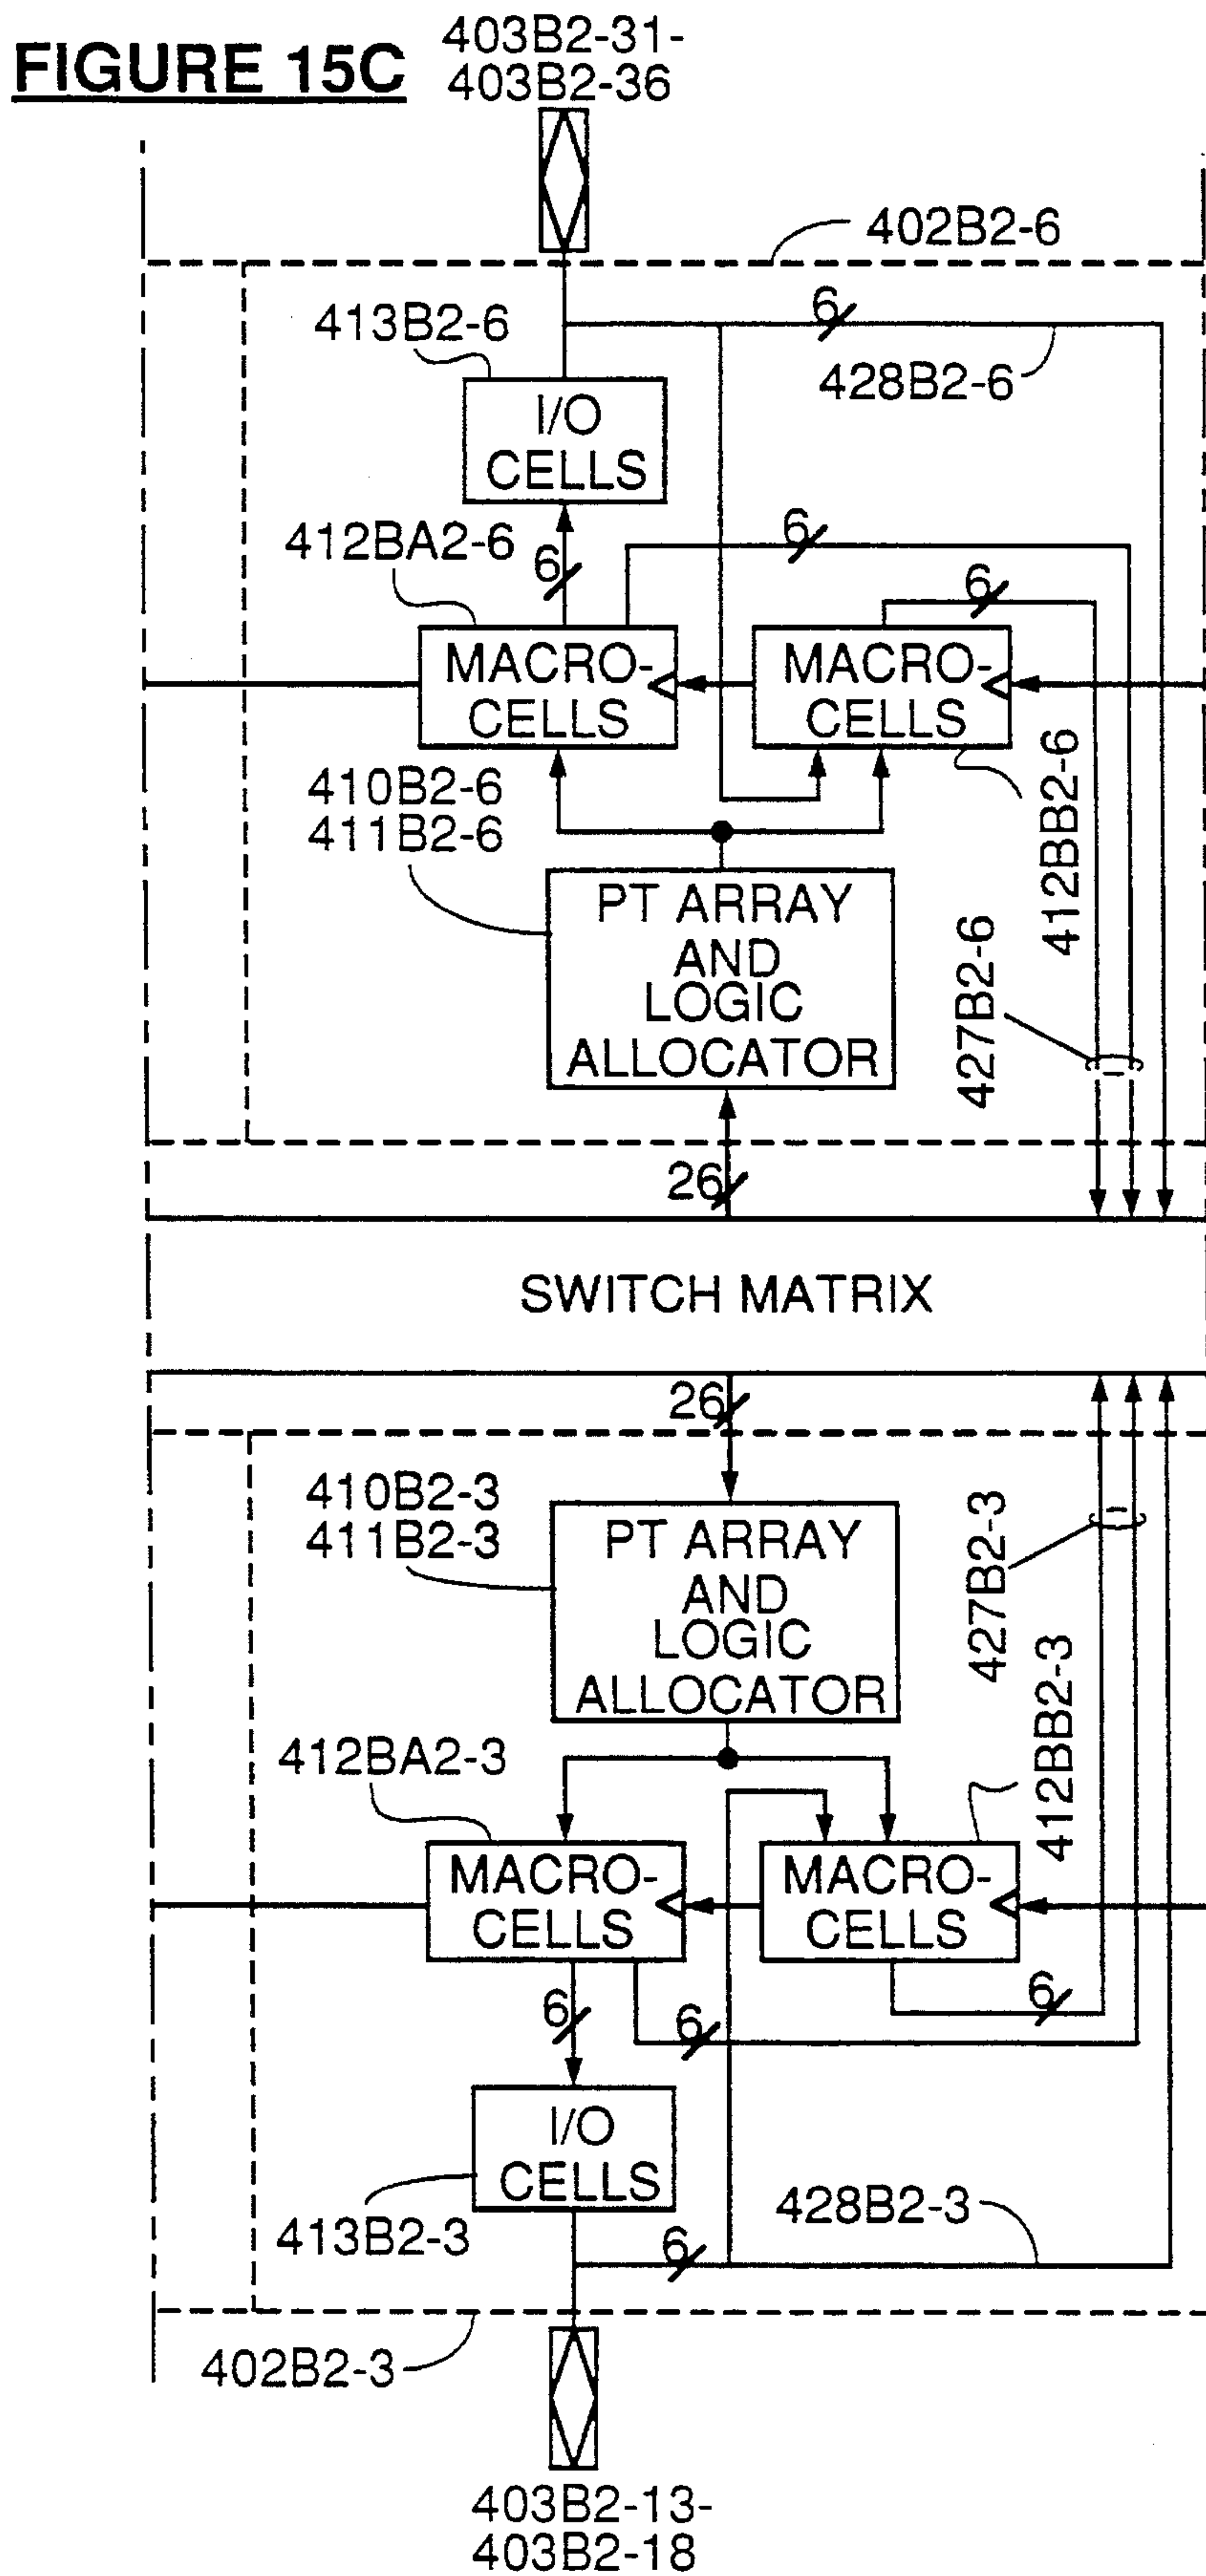 FIGURE 15C
403B2-31-
403B2-36
402B2-6
6
413B2-6
428B2-6
I/O
CELLS
6
412BA2-6
6
6
MACRO-
CELLS
MACRO-
CELLS
412BB2-6
410B2-6
411B2-6
PT ARRAY
AND
LOGIC
ALLOCATOR
427B2-6
26
SWITCH MATRIX
26
410B2-3
411B2-3
PT ARRAY
AND
LOGIC
ALLOCATOR
427B2-3
412BB2-3
412BA2-3
MACRO-
CELLS
MACRO-
CELLS
6
6
6
I/O
CELLS
413B2-3
428B2-3
6
402B2-3
403B2-13-
403B2-18